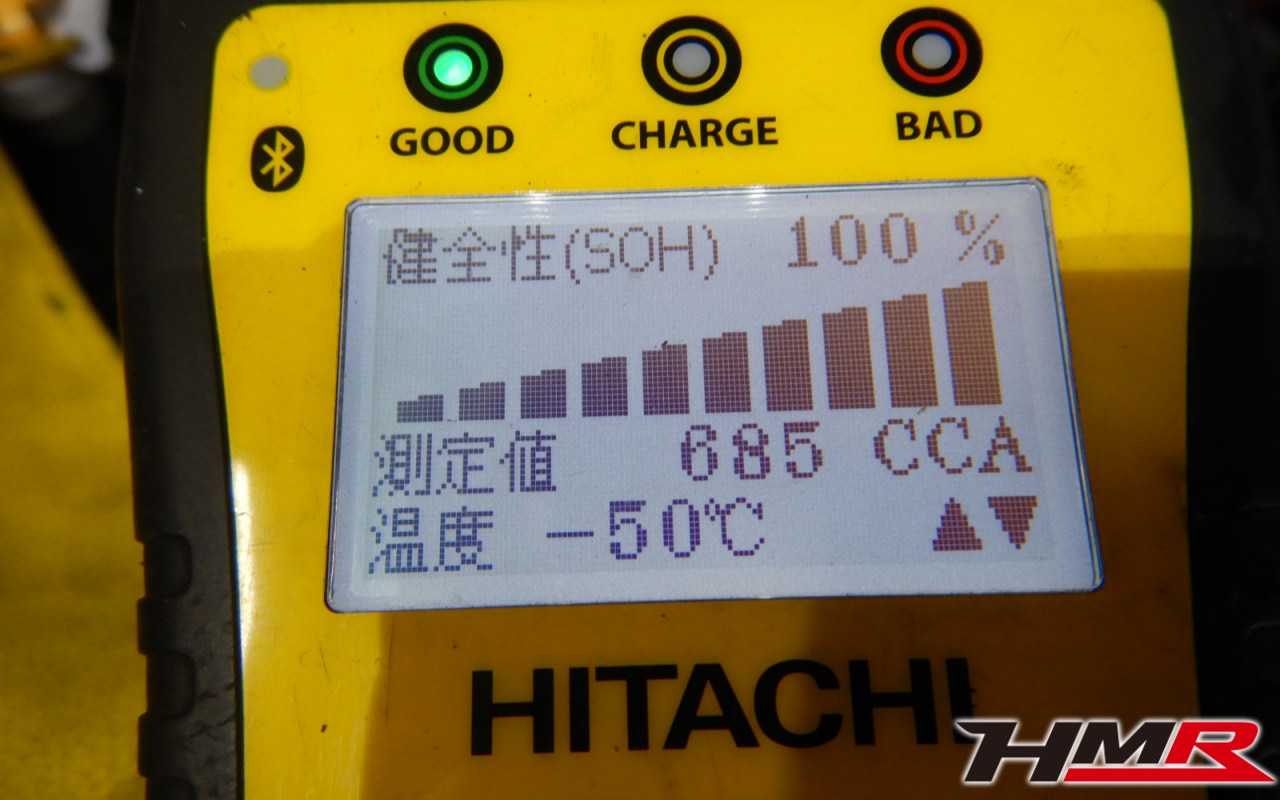 GOOD CHARGE BAD
健全性(SOH) 100 %
測定値 685 CCA
温度 -50℃ ▲▼
HITACHI
HMR